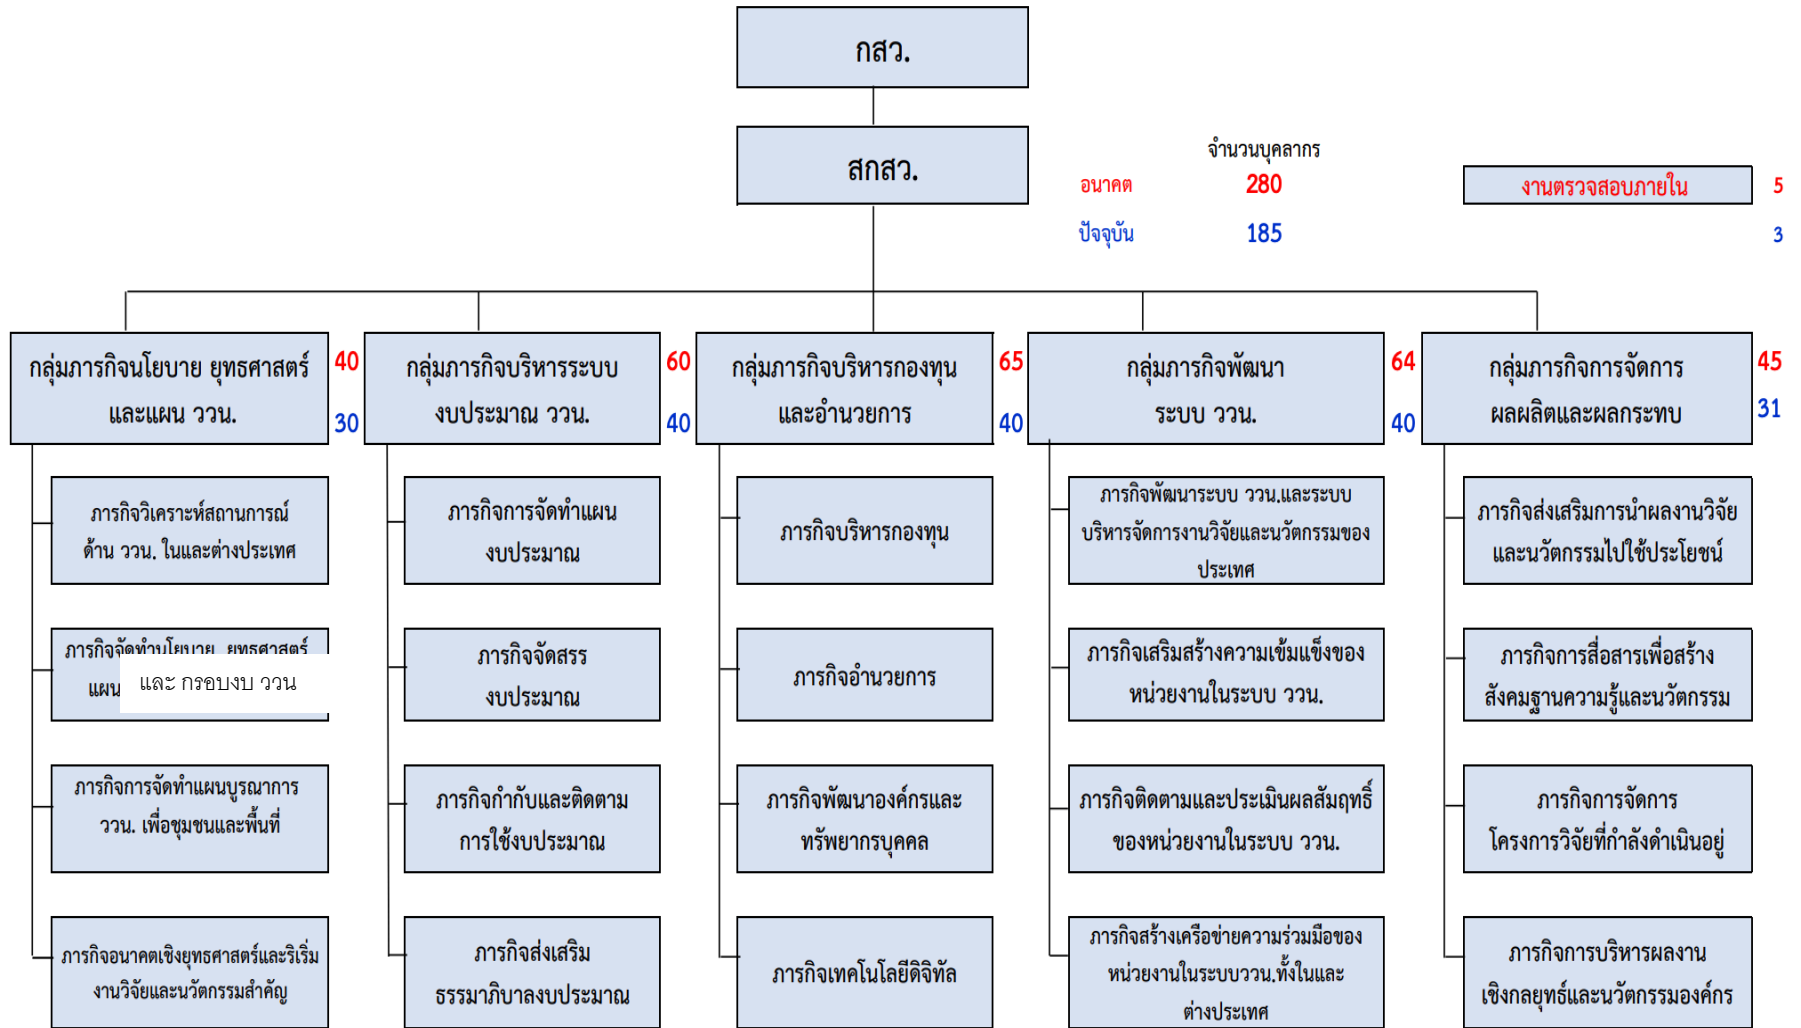 กสว.
สกสว.
จำนวนบุคลากร
อนาคต 280
ปัจจุบัน 185
งานตรวจสอบภายใน 5
3
กลุ่มภารกิจนโยบาย ยุทธศาสตร์
และแผน ววน.
40
30
กลุ่มภารกิจบริหารระบบ
งบประมาณ ววน.
60
40
กลุ่มภารกิจบริหารกองทุน
และอำนวยการ
65
40
กลุ่มภารกิจพัฒนา
ระบบ ววน.
64
40
กลุ่มภารกิจการจัดการ
ผลผลิตและผลกระทบ
45
31
ภารกิจวิเคราะห์สถานการณ์
ด้าน ววน. ในและต่างประเทศ
ภารกิจจัดทำนโยบาย ยุทธศาสตร์
แผน และ กรอบงบ ววน
ภารกิจการจัดทำแผนบูรณาการ
ววน. เพื่อชุมชนและพื้นที่
ภารกิจอนาคตเชิงยุทธศาสตร์และริเริ่ม
งานวิจัยและนวัตกรรมสำคัญ
ภารกิจการจัดทำแผน
งบประมาณ
ภารกิจจัดสรร
งบประมาณ
ภารกิจกำกับและติดตาม
การใช้งบประมาณ
ภารกิจส่งเสริม
ธรรมาภิบาลงบประมาณ
ภารกิจบริหารกองทุน
ภารกิจอำนวยการ
ภารกิจพัฒนาองค์กรและ
ทรัพยากรบุคคล
ภารกิจเทคโนโลยีดิจิทัล
ภารกิจพัฒนาระบบ ววน.และระบบ
บริหารจัดการงานวิจัยและนวัตกรรมของ
ประเทศ
ภารกิจเสริมสร้างความเข้มแข็งของ
หน่วยงานในระบบ ววน.
ภารกิจติดตามและประเมินผลสัมฤทธิ์
ของหน่วยงานในระบบ ววน.
ภารกิจสร้างเครือข่ายความร่วมมือของ
หน่วยงานในระบบววน.ทั้งในและ
ต่างประเทศ
ภารกิจส่งเสริมการนำผลงานวิจัย
และนวัตกรรมไปใช้ประโยชน์
ภารกิจการสื่อสารเพื่อสร้าง
สังคมฐานความรู้และนวัตกรรม
ภารกิจการจัดการ
โครงการวิจัยที่กำลังดำเนินอยู่
ภารกิจการบริหารผลงาน
เชิงกลยุทธ์และนวัตกรรมองค์กร